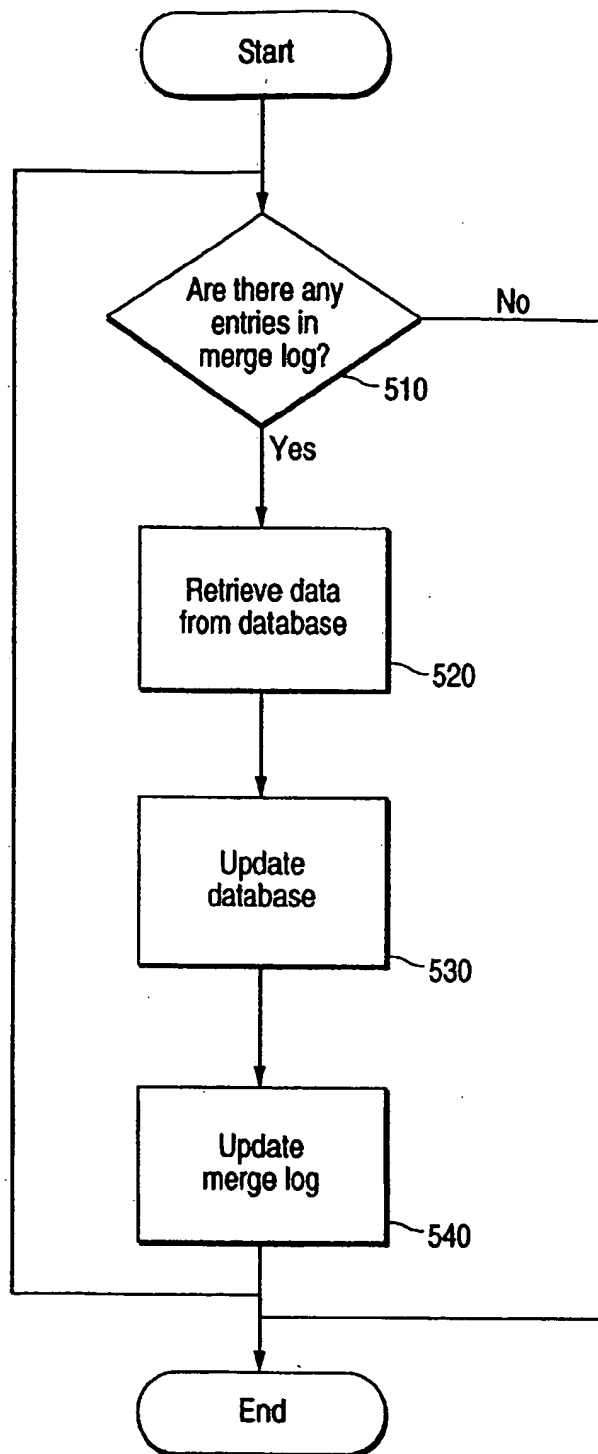 Start
Are there any
entries in
merge log?
No
510
Yes
Retrieve data
from database
520
Update
database
530
Update
merge log
540
End